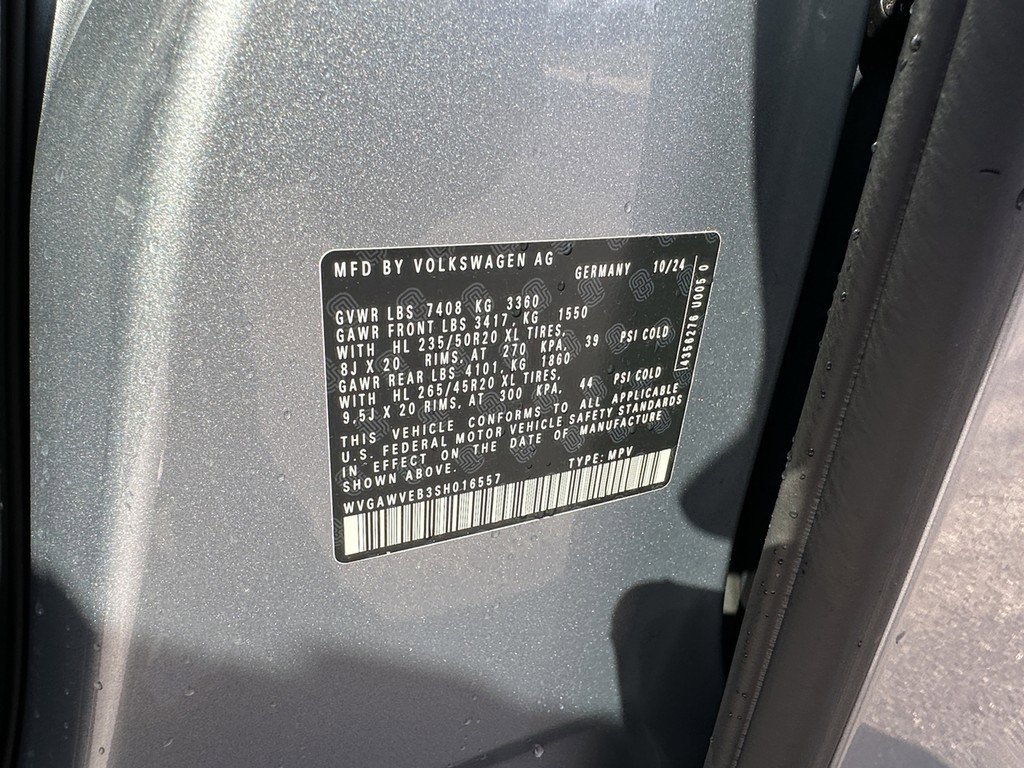 MFD BY VOLKSWAGEN AG GERMANY 10/24
GVWR LBS 7408 KG 3360
GAWR FRONT LBS 3417, KG 1550
WITH HL 235/50R20 XL TIRES,
8J X 20 RIMS, AT 270 KPA, 39 PSI COLD
GAWR REAR LBS 4101, KG 1860
WITH HL 265/45R20 XL TIRES,
9,5J X 20 RIMS, AT 300 KPA, 44 PSI COLD
THIS VEHICLE CONFORMS TO ALL APPLICABLE
U.S. FEDERAL MOTOR VEHICLE SAFETY STANDARDS
IN EFFECT ON THE DATE OF MANUFACTURE
SHOWN ABOVE.
WVGAWVEB3SH016557 TYPE: MPV
4356276 U005 0